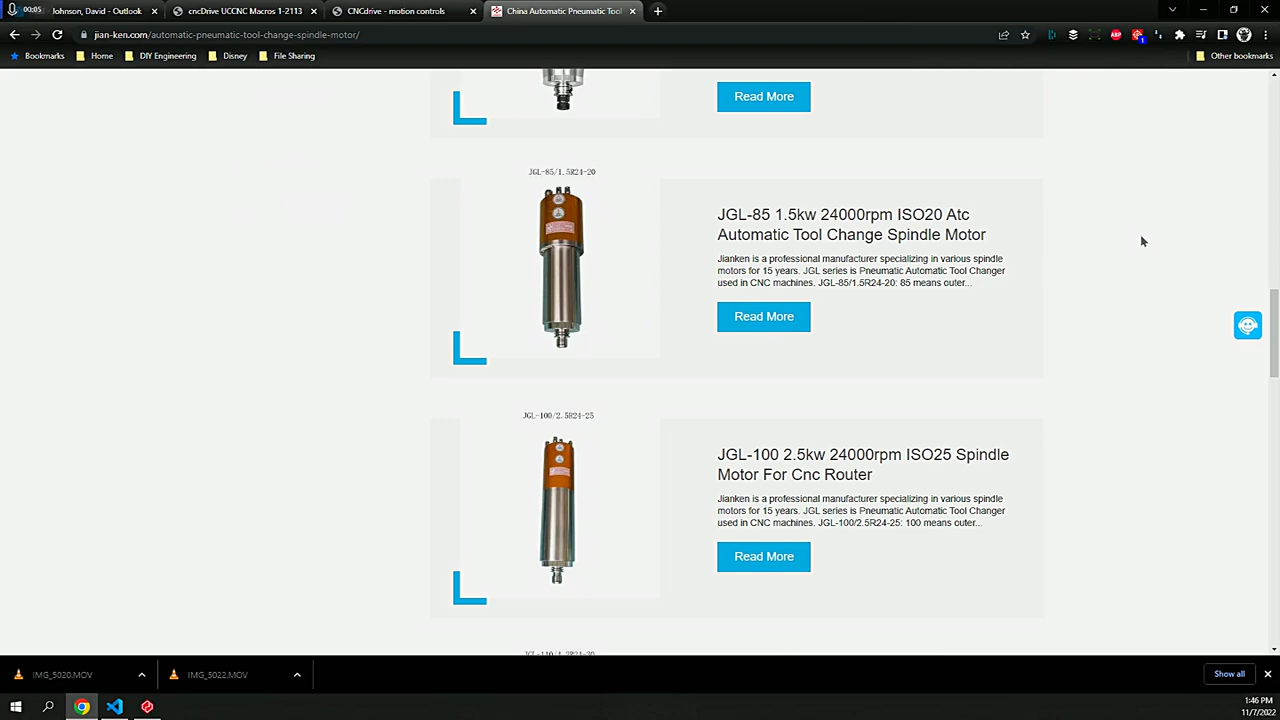 00:05
Johnson, David - Outlook
cncDrive UCCNC Macros 1-2113
CNCdrive - motion controls
China Automatic Pneumatic Tool
jian-ken.com/automatic-pneumatic-tool-change-spindle-motor/
Bookmarks
Home
DIY Engineering
Disney
File Sharing
Other bookmarks
Read More
JGL-85/1.5R24-20
JGL-85 1.5kw 24000rpm ISO20 Atc
Automatic Tool Change Spindle Motor
Jianken is a professional manufacturer specializing in various spindle
motors for 15 years. JGL series is Pneumatic Automatic Tool Changer
used in CNC machines. JGL-85/1.5R24-20: 85 means outer...
Read More
JGL-100/2.5R24-25
JGL-100 2.5kw 24000rpm ISO25 Spindle
Motor For Cnc Router
Jianken is a professional manufacturer specializing in various spindle
motors for 15 years. JGL series is Pneumatic Automatic Tool Changer
used in CNC machines. JGL-100/2.5R24-25: 100 means outer...
Read More
IMG_5020.MOV
IMG_5022.MOV
Show all
1:46 PM
11/7/2022